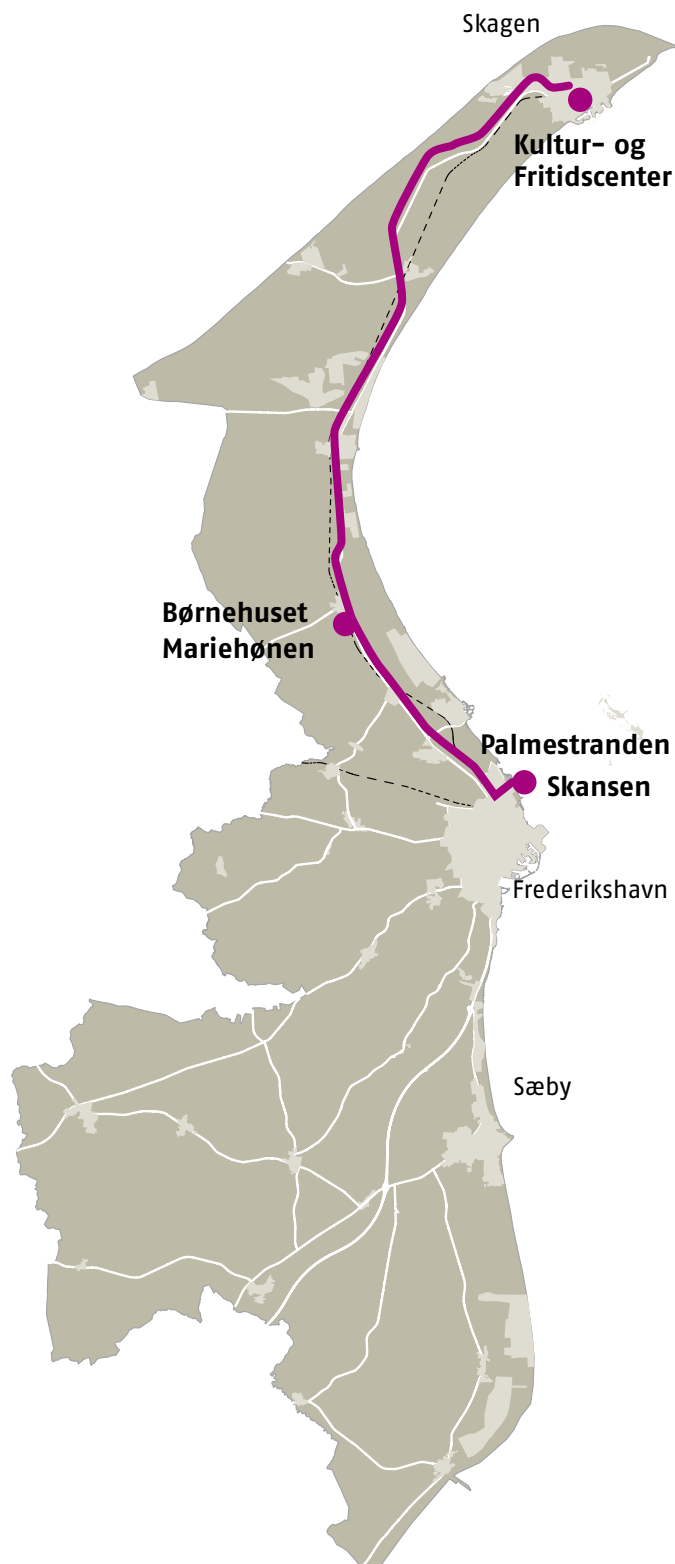 Skagen
Kultur- og
Fritidscenter
Børnehuset
Mariehønen
Palmestranden
Skansen
Frederikshavn
Sæby